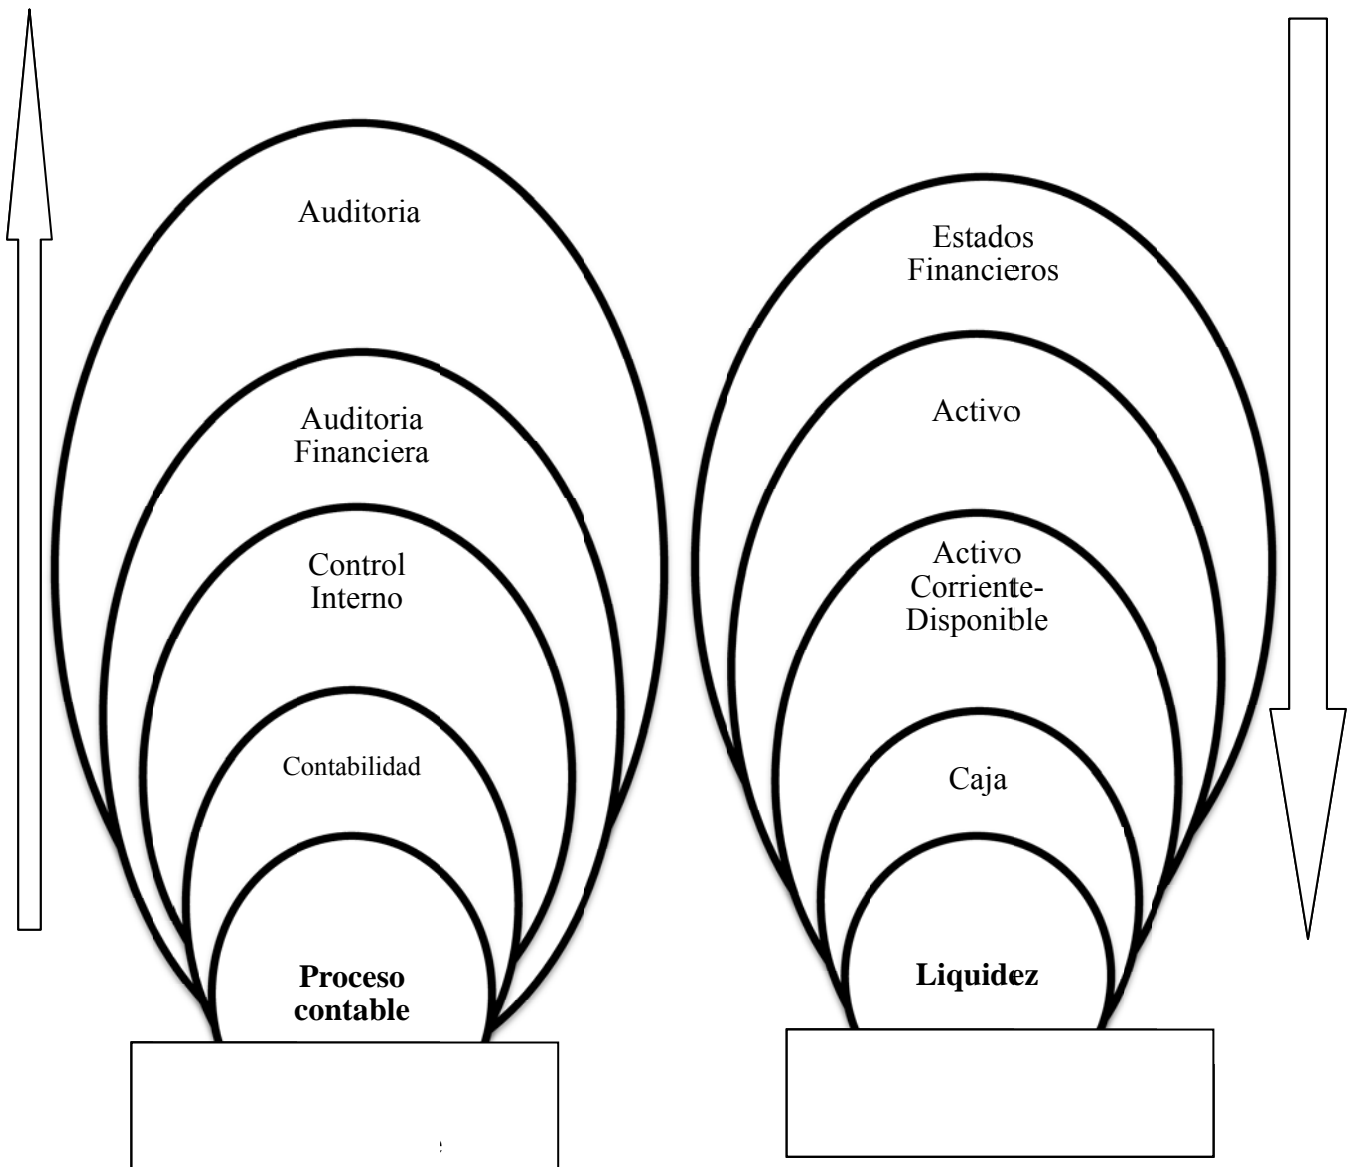 Auditoria
Auditoria
Financiera
Control
Interno
Contabilidad
Proceso
contable
Estados
Financieros
Activo
Activo
Corriente-
Disponible
Caja
Liquidez